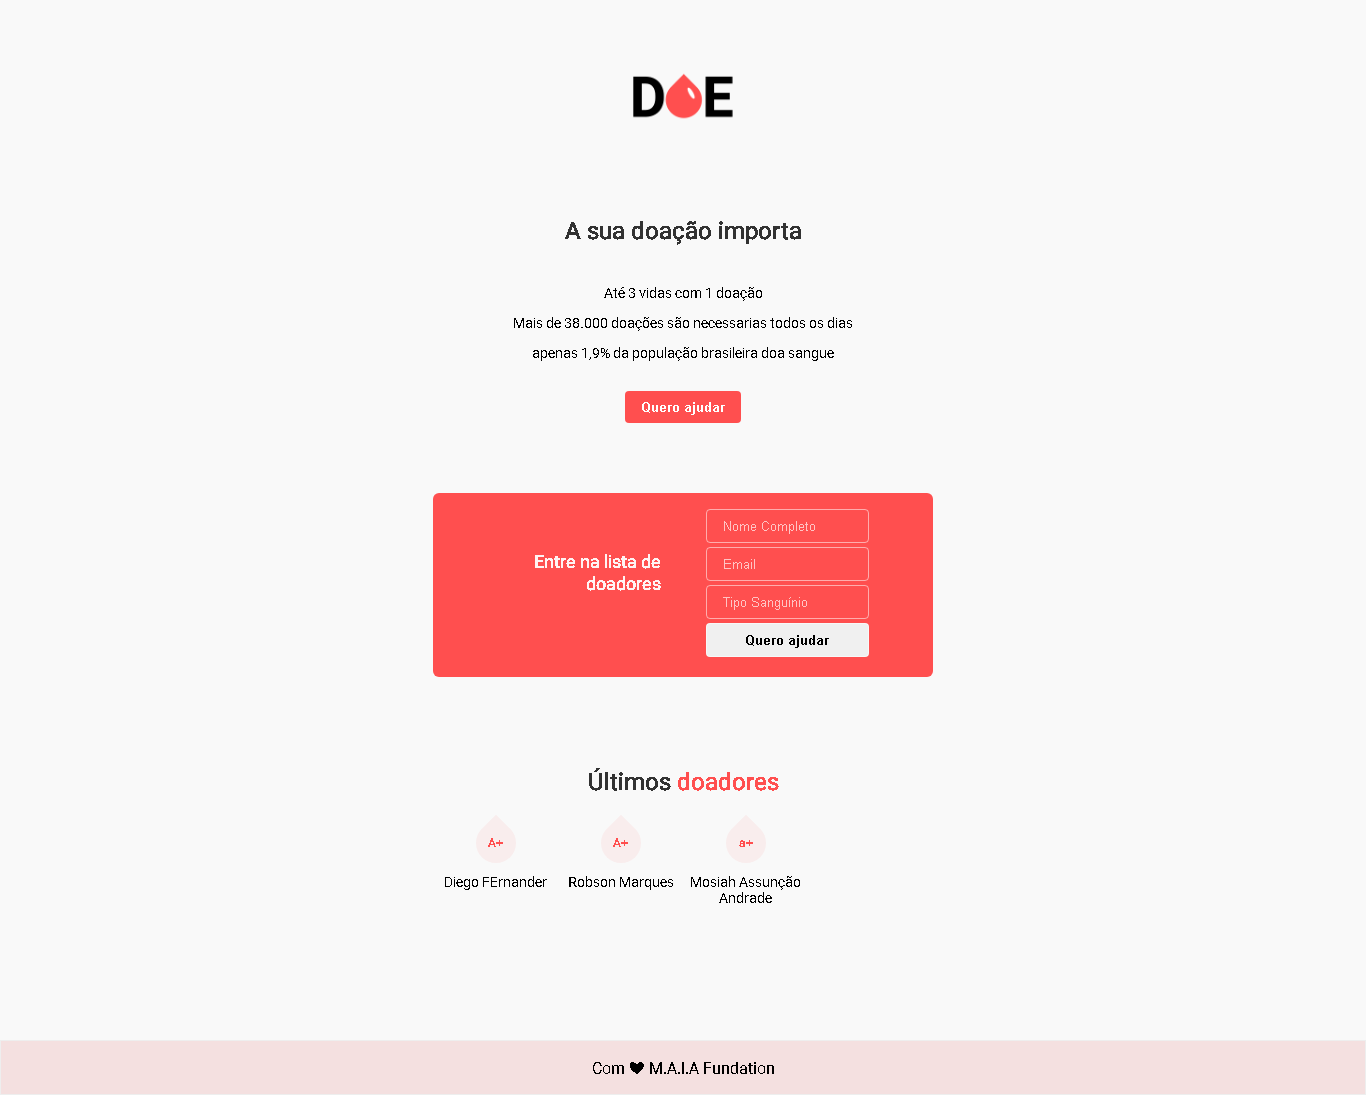 DOE
A sua doação importa
Até 3 vidas com 1 doação
Mais de 38.000 doações são necessarias todos os dias
apenas 1,9% da população brasileira doa sangue
Quero ajudar
Entre na lista de
doadores
Nome Completo
Email
Tipo Sanguínio
Quero ajudar
Últimos doadores
A+ A+ a+
Diego FErnander Robson Marques Mosiah Assunção
Andrade
Com ♥ M.A.I.A Fundation